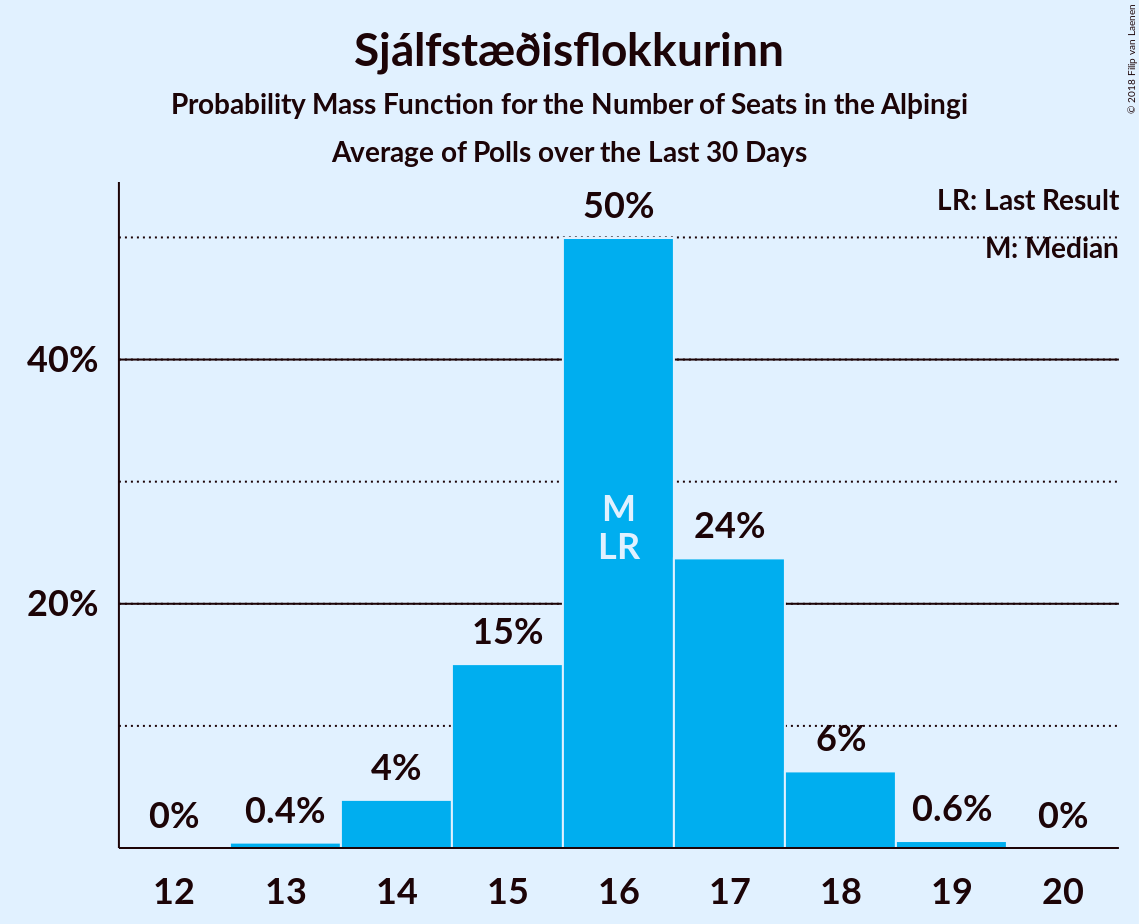 Sjálfstæðisflokkurinn
Probability Mass Function for the Number of Seats in the Alþingi
Average of Polls over the Last 30 Days
© 2018 Filip van Laenen
LR: Last Result
M: Median
40%
20%
0%
0.4%
4%
15%
50%
M
LR
24%
6%
0.6%
0%
12 13 14 15 16 17 18 19 20